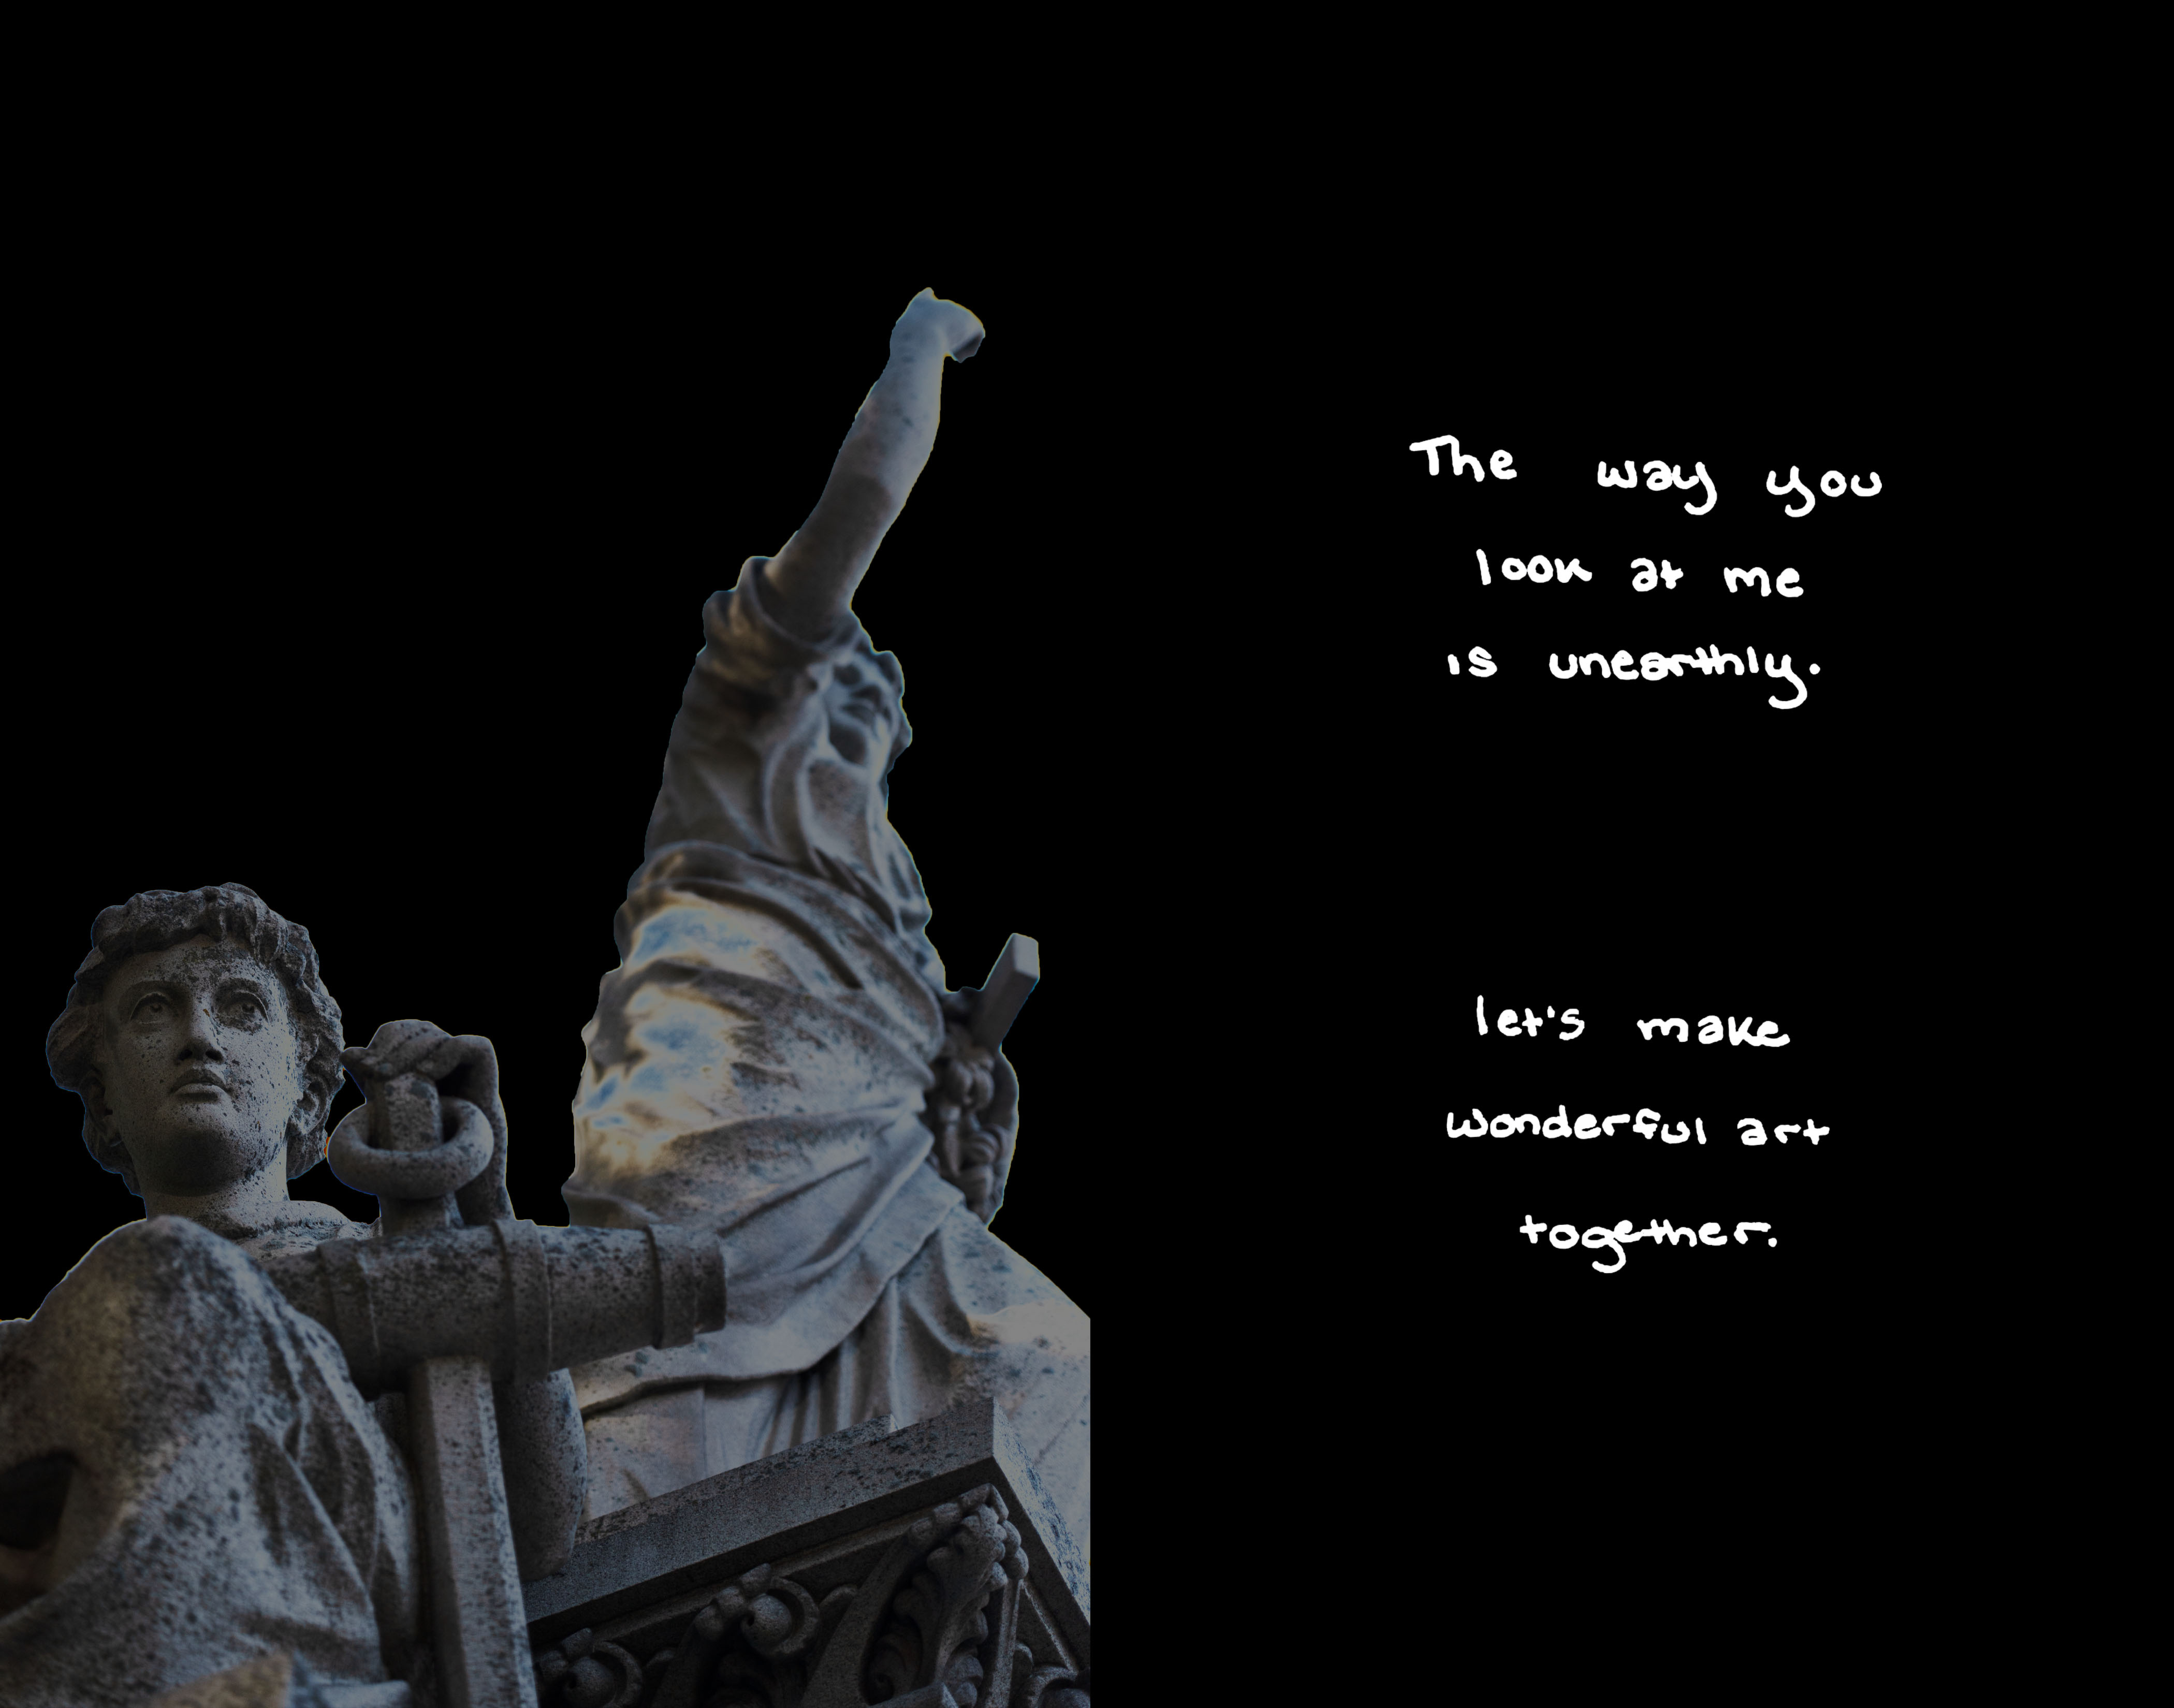 The way you
look at me
is unearthly.
let's make
wonderful art
together.